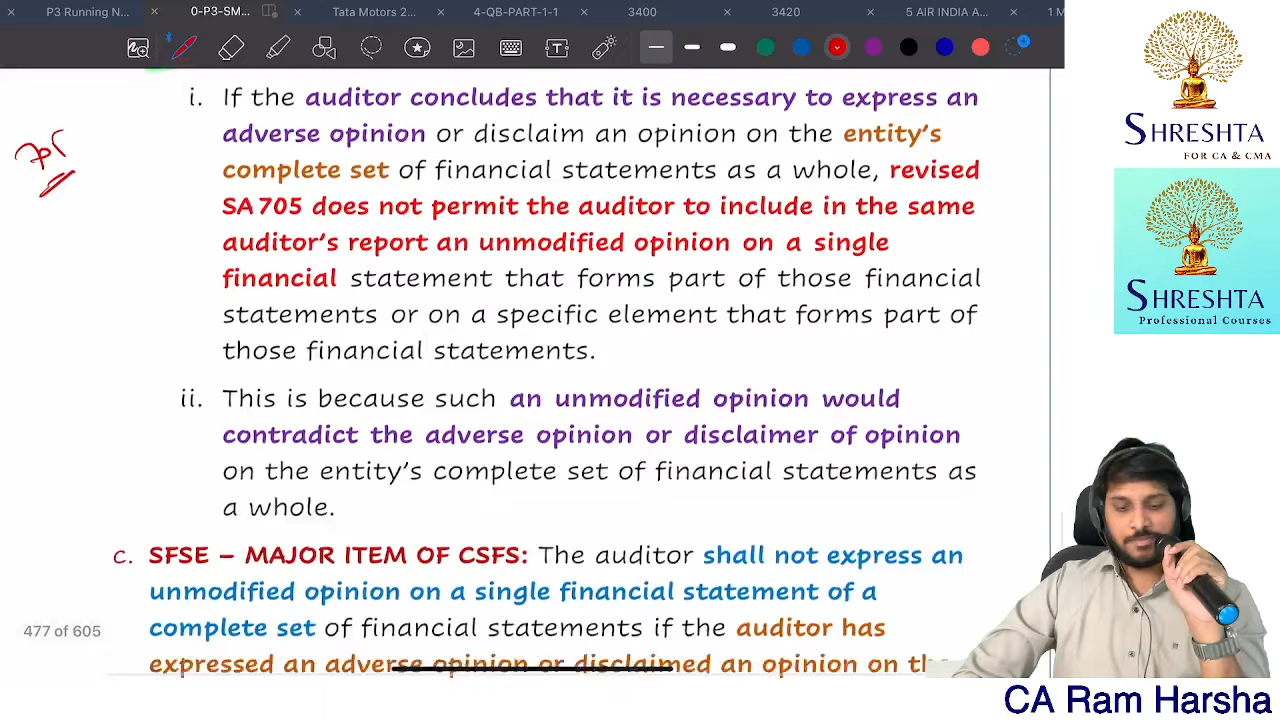 P3 Running N...
0-P3-SM...
Tata Motors 2...
4-QB-PART-1-1
3400
3420
5 AIR INDIA A...
1 M
i. If the auditor concludes that it is necessary to express an
adverse opinion or disclaim an opinion on the entity's
complete set of financial statements as a whole, revised
SA 705 does not permit the auditor to include in the same
auditor's report an unmodified opinion on a single
financial statement that forms part of those financial
statements or on a specific element that forms part of
those financial statements.
ii. This is because such an unmodified opinion would
contradict the adverse opinion or disclaimer of opinion
on the entity's complete set of financial statements as
a whole.
c. SFSE – MAJOR ITEM OF CSFS: The auditor shall not express an
unmodified opinion on a single financial statement of a
complete set of financial statements if the auditor has
expressed an adverse opinion or disclaimed an opinion on the
477 of 605
SHRESHTA
FOR CA & CMA
SHRESHTA
Professional Courses
CA Ram Harsha